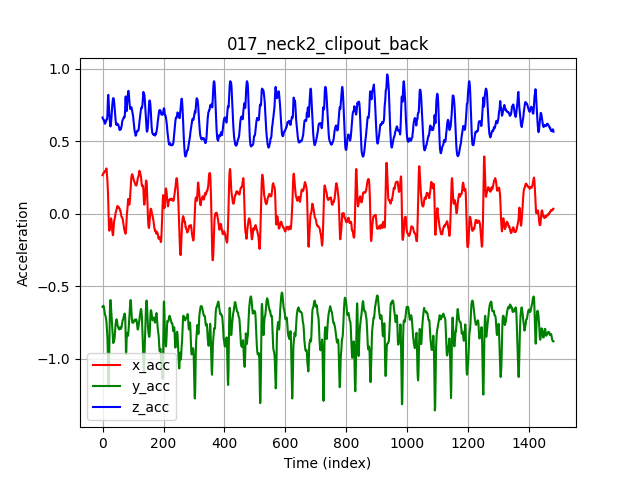 017_neck2_clipout_back
1.0
0.5
0.0
−0.5
−1.0
Acceleration
x_acc
y_acc
z_acc
0 200 400 600 800 1000 1200 1400
Time (index)